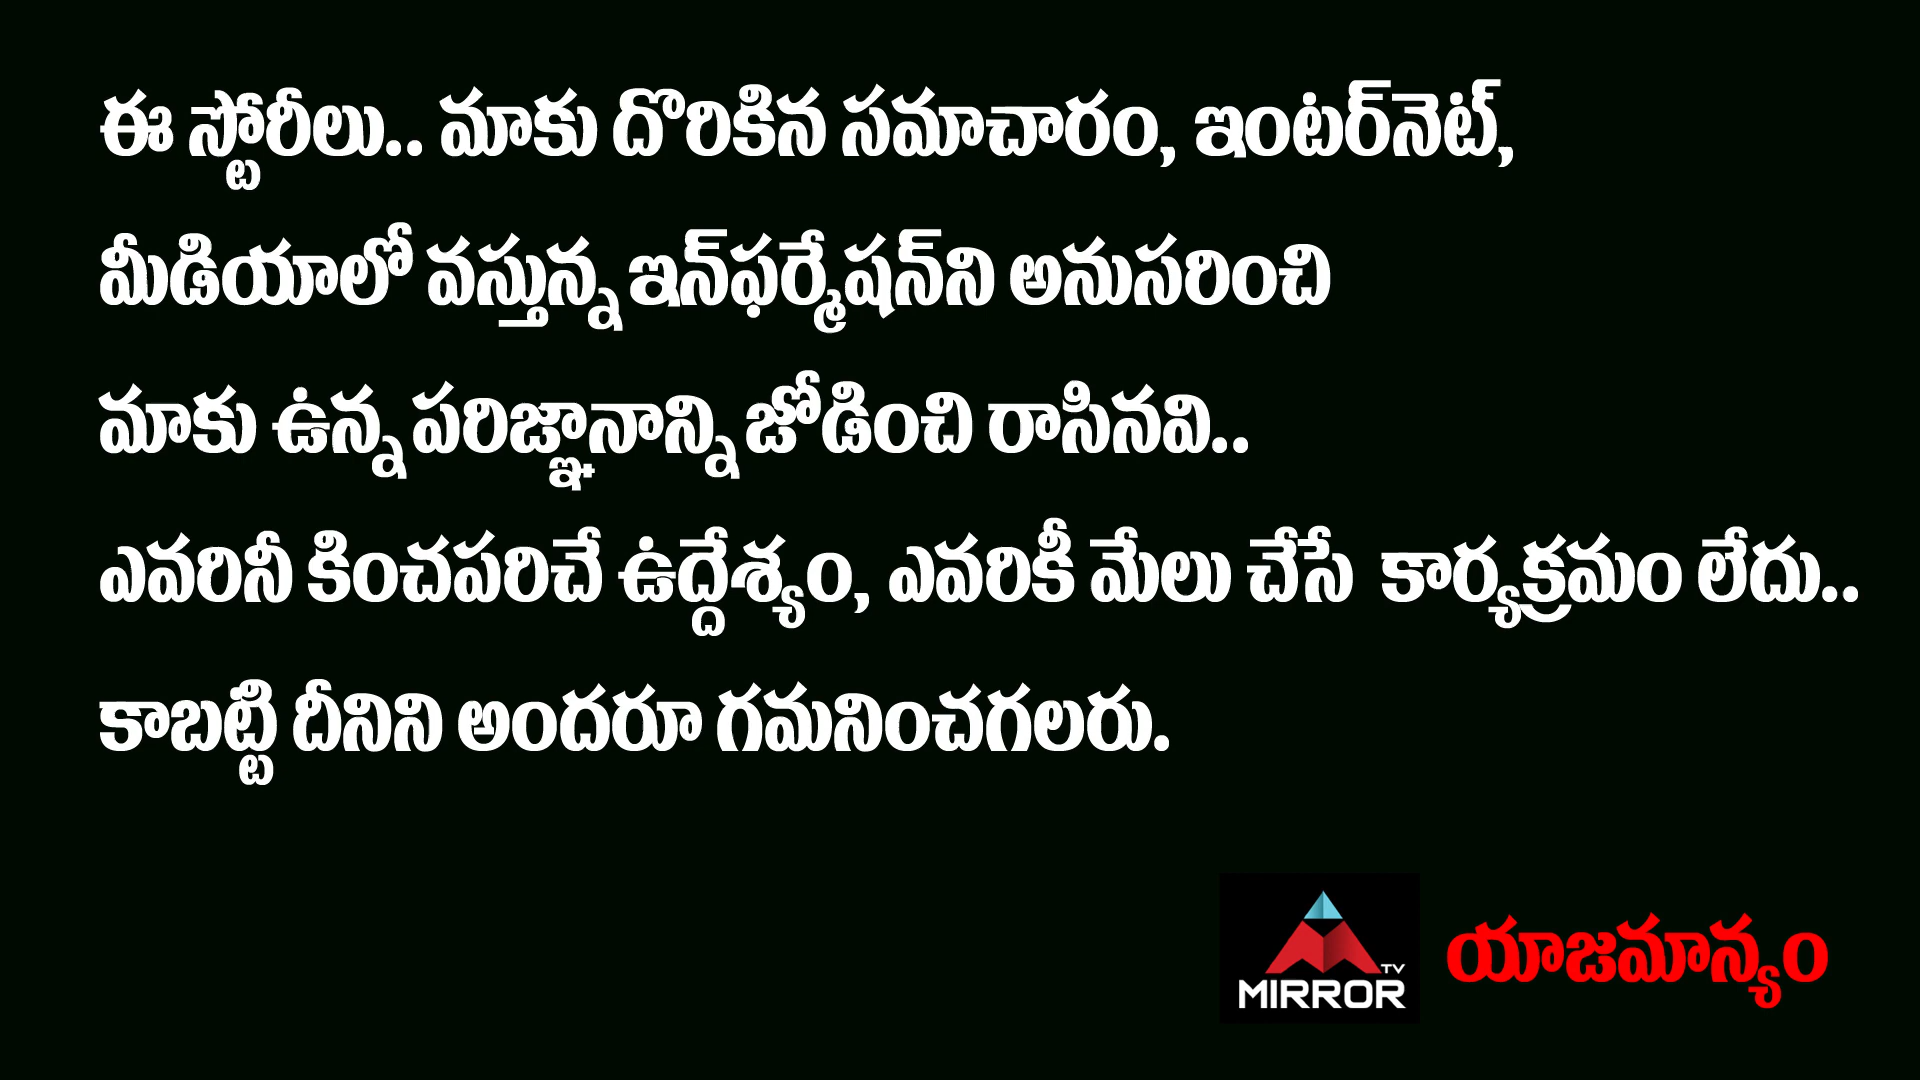 ఈ స్టోరీలు.. మాకు దొరికిన సమాచారం, ఇంటర్‌నెట్,
మీడియాలో వస్తున్న ఇన్‌ఫర్మేషన్‌ని అనుసరించి
మాకు ఉన్న పరిజ్ఞానాన్ని జోడించి రాసినవి..
ఎవరినీ కించపరిచే ఉద్దేశ్యం, ఎవరికీ మేలు చేసే కార్యక్రమం లేదు..
కాబట్టి దీనిని అందరూ గమనించగలరు.
TV
MIRROR
యాజమాన్యం